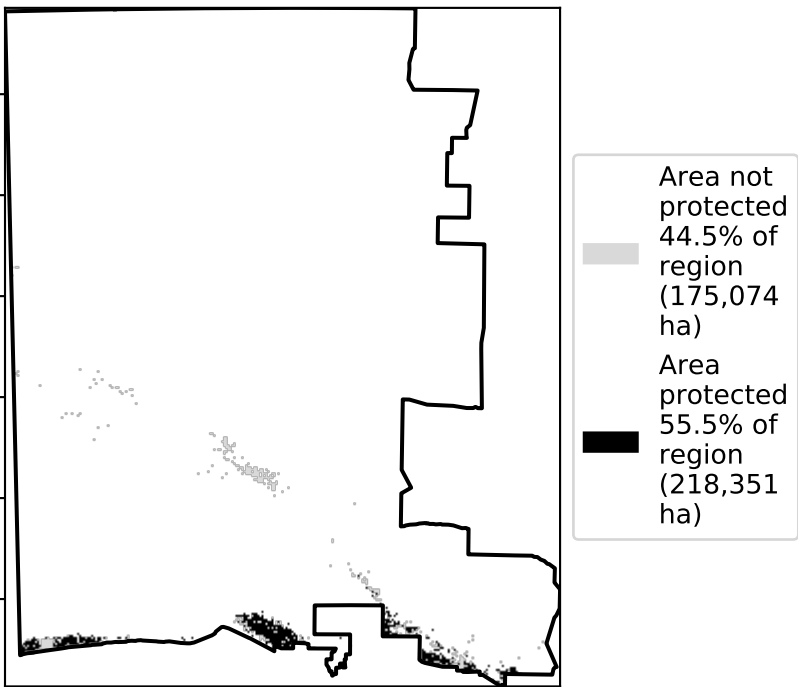 Area not
protected
44.5% of
region
(175,074
ha)
Area
protected
55.5% of
region
(218,351
ha)